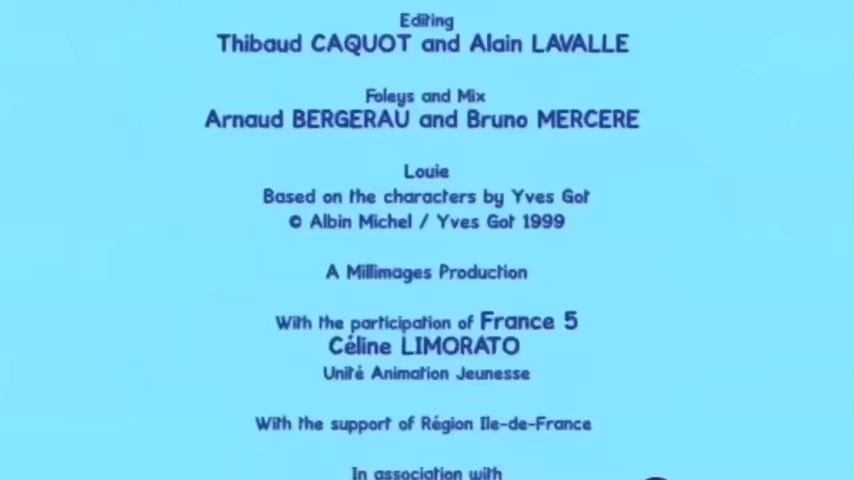 Editing
Thibaud CAQUOT and Alain LAVALLE
Foleys and Mix
Arnaud BERGERAU and Bruno MERCERE
Louie
Based on the characters by Yves Got
© Albin Michel / Yves Got 1999
A Millimages Production
With the participation of France 5
Céline LIMORATO
Unité Animation Jeunesse
With the support of Région Ile-de-France
In association with